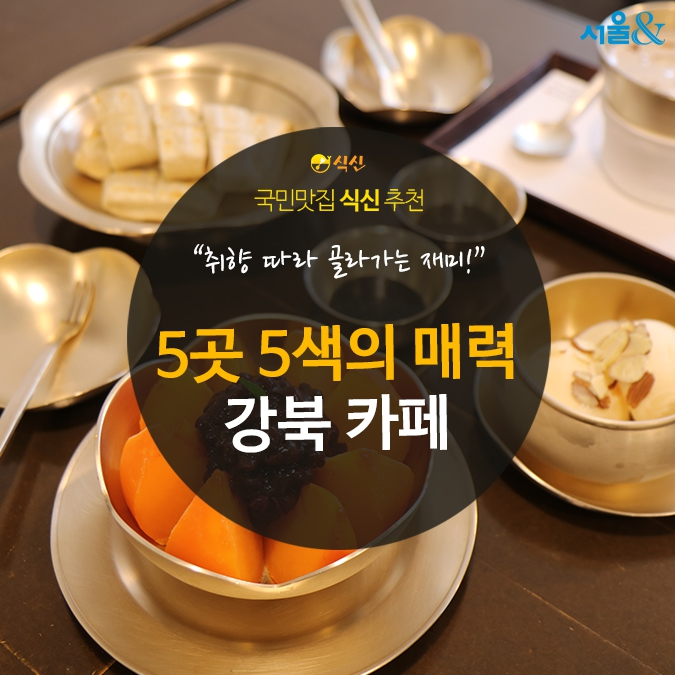 서울&
식신
국민맛집 식신 추천
“취향 따라 골라가는 재미!”
5곳 5색의 매력
강북 카페